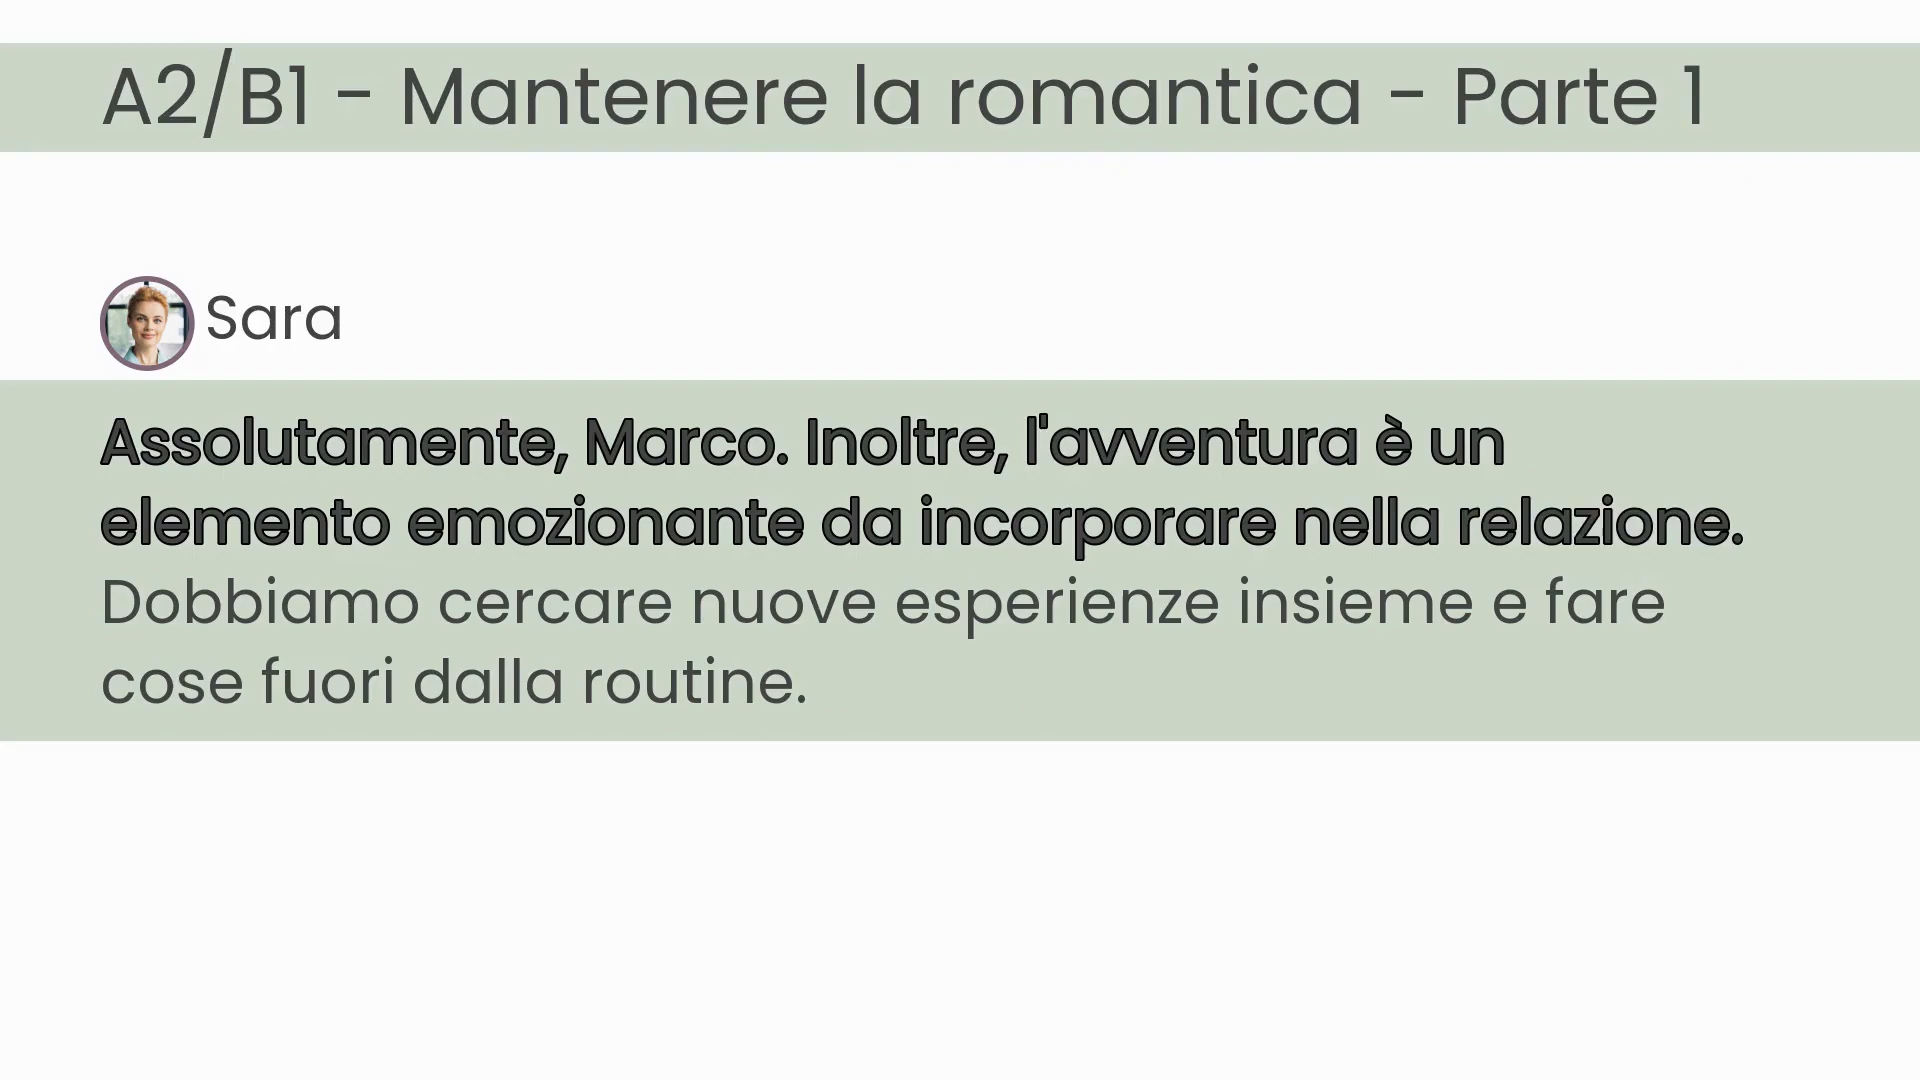 A2/B1 - Mantenere la romantica - Parte 1
Sara
Assolutamente, Marco. Inoltre, l'avventura è un
elemento emozionante da incorporare nella relazione.
Dobbiamo cercare nuove esperienze insieme e fare
cose fuori dalla routine.